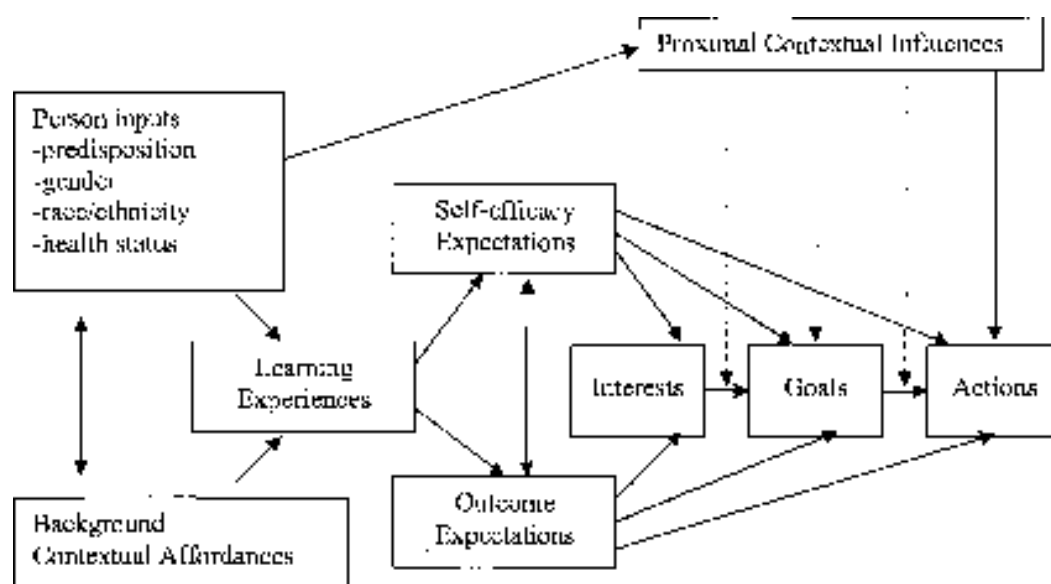 Proximal Contextual Influences
Person inputs
-predisposition
-gender
-race/ethnicity
-health status
Self-efficacy
Expectations
Learning
Experiences
Interests
Goals
Actions
Outcome
Expectations
Background
Contextual Affordances